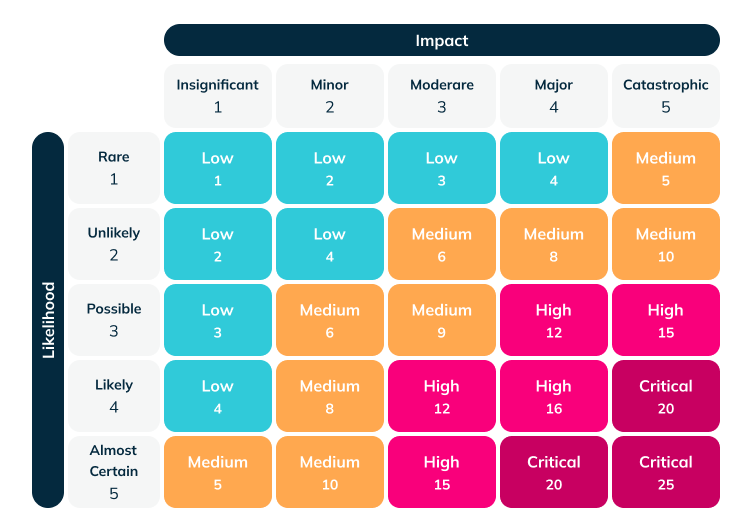 Impact
Insignificant Minor Moderare Major Catastrophic
1 2 3 4 5
Likelihood
Rare Low Low Low Low Medium
1 1 2 3 4 5
Unlikely Low Low Medium Medium Medium
2 2 4 6 8 10
Possible Low Medium Medium High High
3 3 6 9 12 15
Likely Low Medium High High Critical
4 4 8 12 16 20
Almost
Certain Medium Medium High Critical Critical
5 5 10 15 20 25